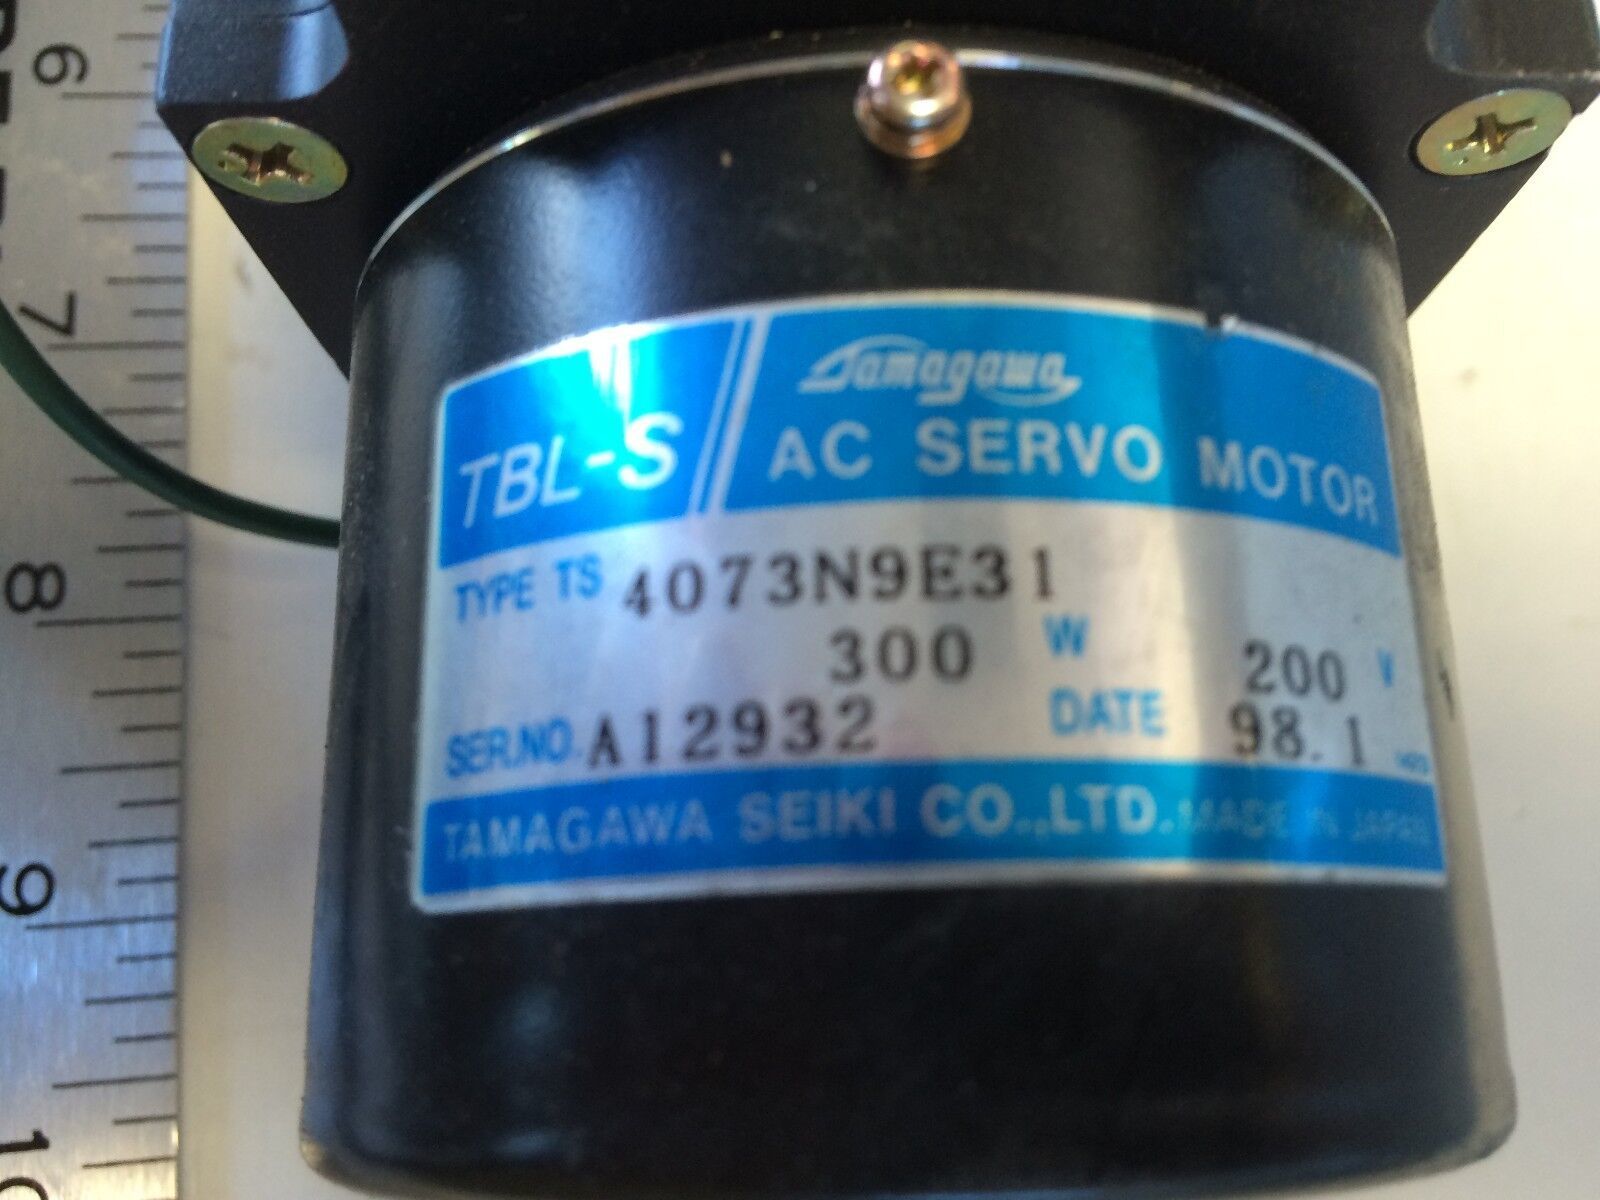 6
7
8
9
10
Tamagawa
TBL-S
AC SERVO MOTOR
TYPE TS 4073N9E31
300 W 200 V
SER.NO. A12932 DATE 98.1
TAMAGAWA SEIKI CO.,LTD. MADE IN JAPAN